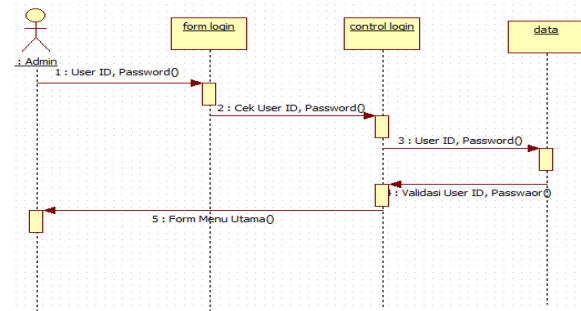 form login
control login
data
: Admin
1 : User ID, Password()
2 : Cek User ID, Password()
3 : User ID, Password()
4 : Validasi User ID, Passwaor()
5 : Form Menu Utama()